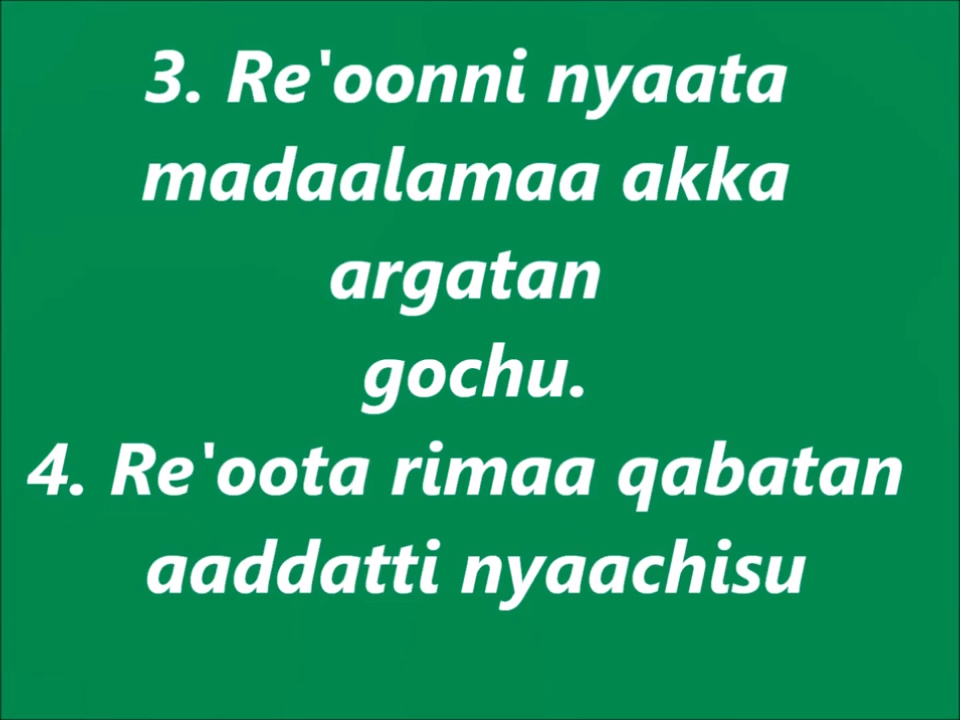 3. Re'oonni nyaata
madaalamaa akka
argatan
gochu.
4. Re'oota rimaa qabatan
aaddatti nyaachisu